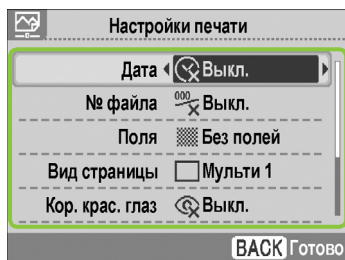 Настройки печати
Дата Выкл.
№ файла 000 Выкл.
Поля Без полей
Вид страницы Мульти 1
Кор. крас. глаз Выкл.
BACK Готово